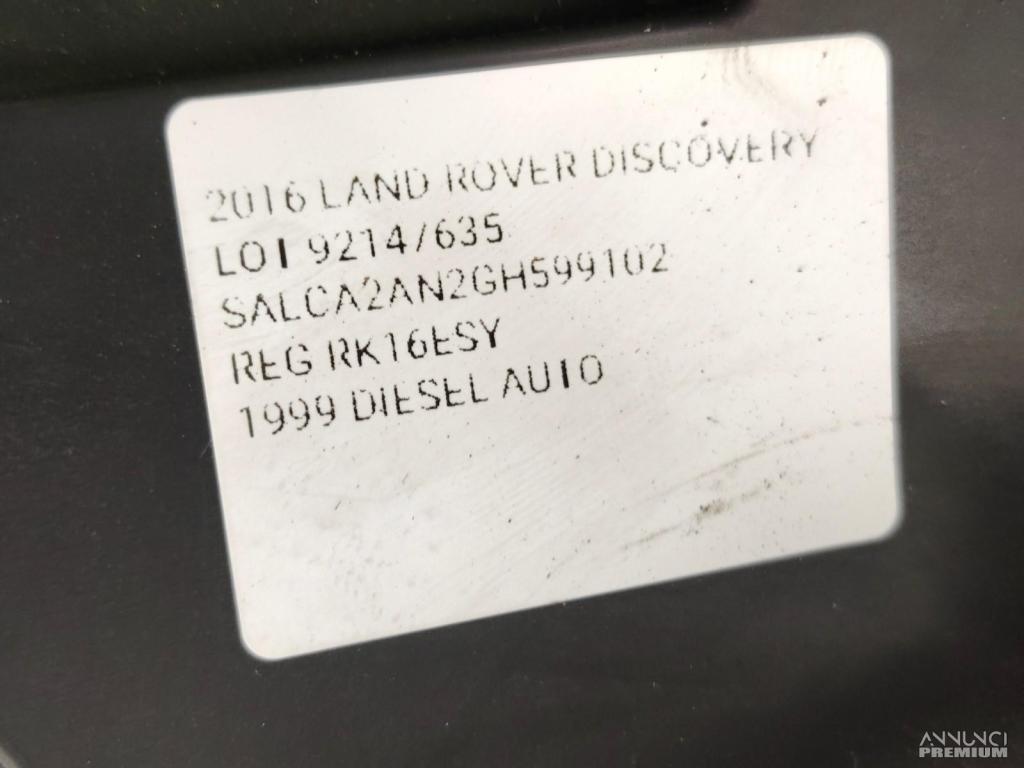 2016 LAND ROVER DISCOVERY
LOT 9214/635
SALCA2AN2GH599102
REG RK16ESY
1999 DIESEL AUTO
ANNUNCI
PREMIUM